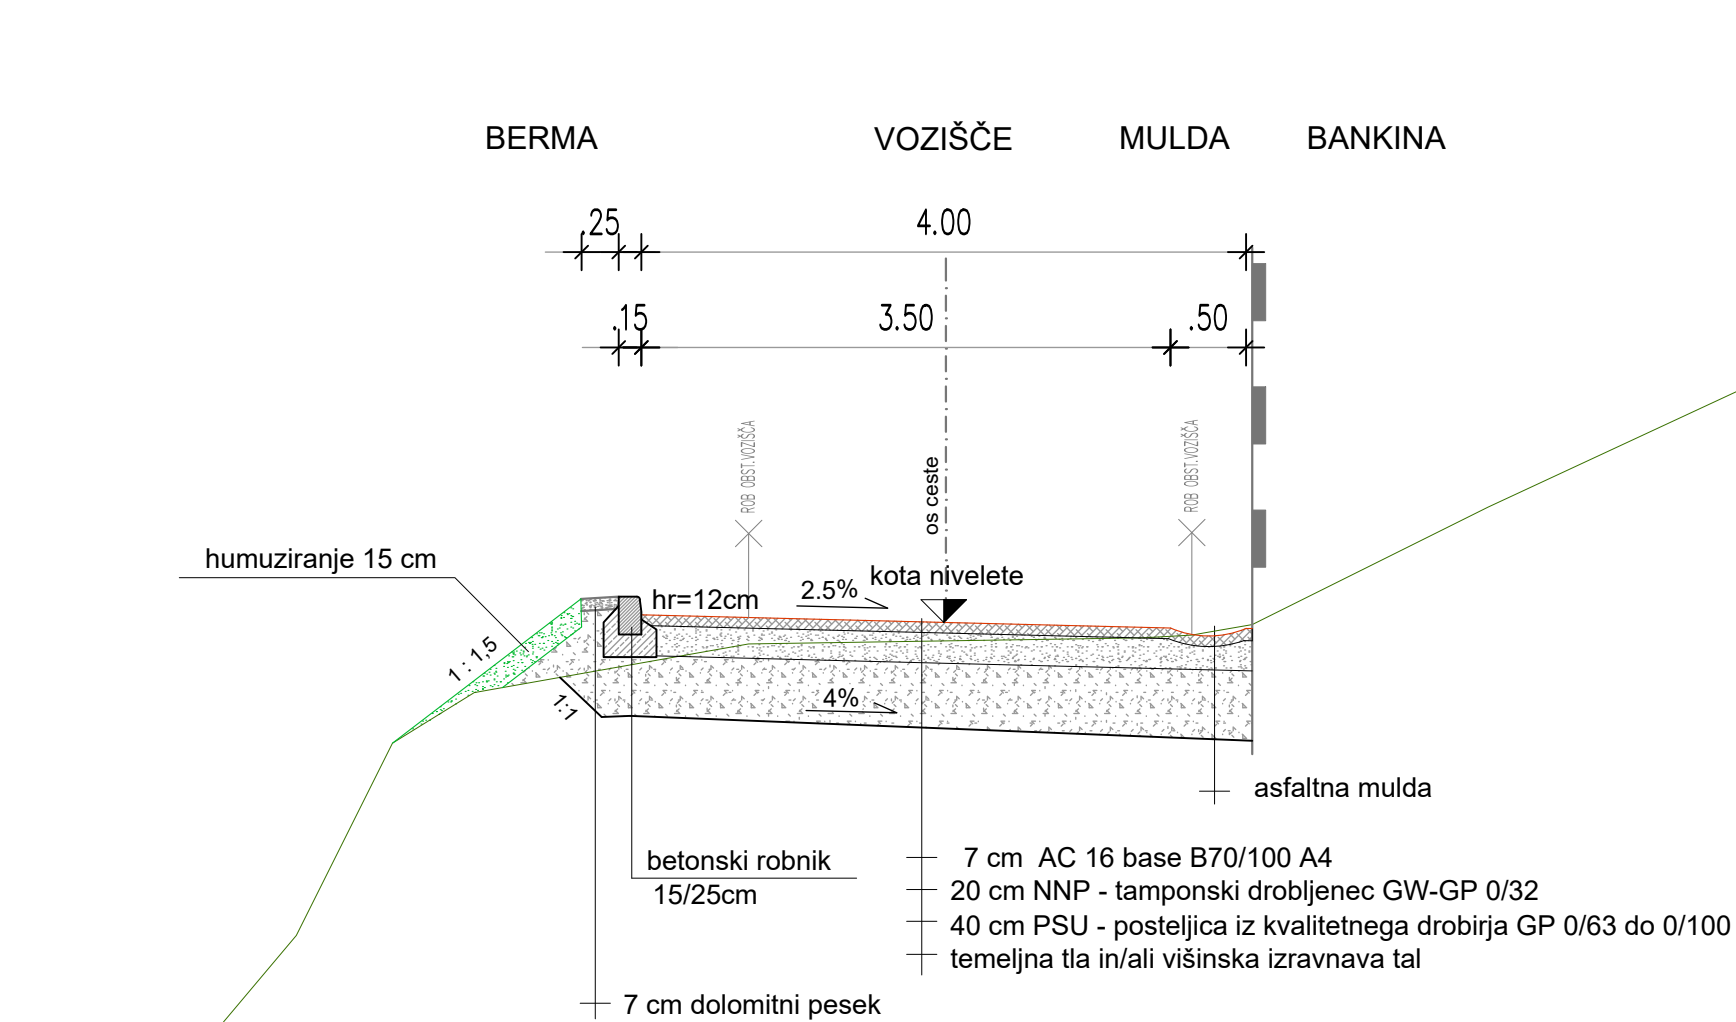 BERMA VOZIŠČE MULDA BANKINA
.25 4.00
.15 3.50 .50
ROB OBST.VOZIŠČA
ROB OBST.VOZIŠČA
os ceste
humuziranje 15 cm
hr=12cm
2.5%
kota nivelete
1 : 1,5
1:1
4%
asfaltna mulda
betonski robnik
15/25cm
7 cm AC 16 base B70/100 A4
20 cm NNP - tamponski drobljenec GW-GP 0/32
40 cm PSU - posteljica iz kvalitetnega drobirja GP 0/63 do 0/100
temeljna tla in/ali višinska izravnava tal
7 cm dolomitni pesek